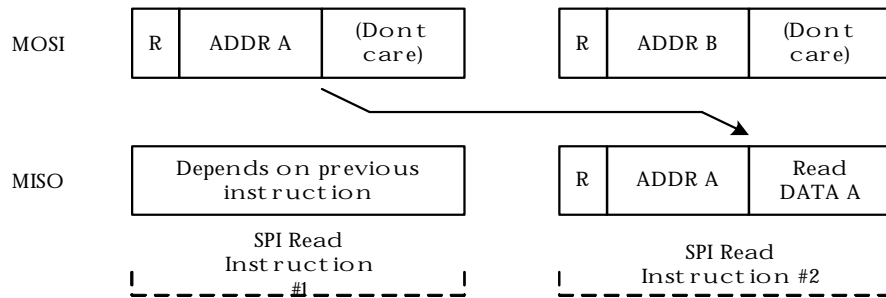 MOSI
R
ADDR A
(Dont
care)
R
ADDR B
(Dont
care)
MISO
Depends on previous
instruction
R
ADDR A
Read
DATA A
SPI Read
Instruction
#1
SPI Read
Instruction #2